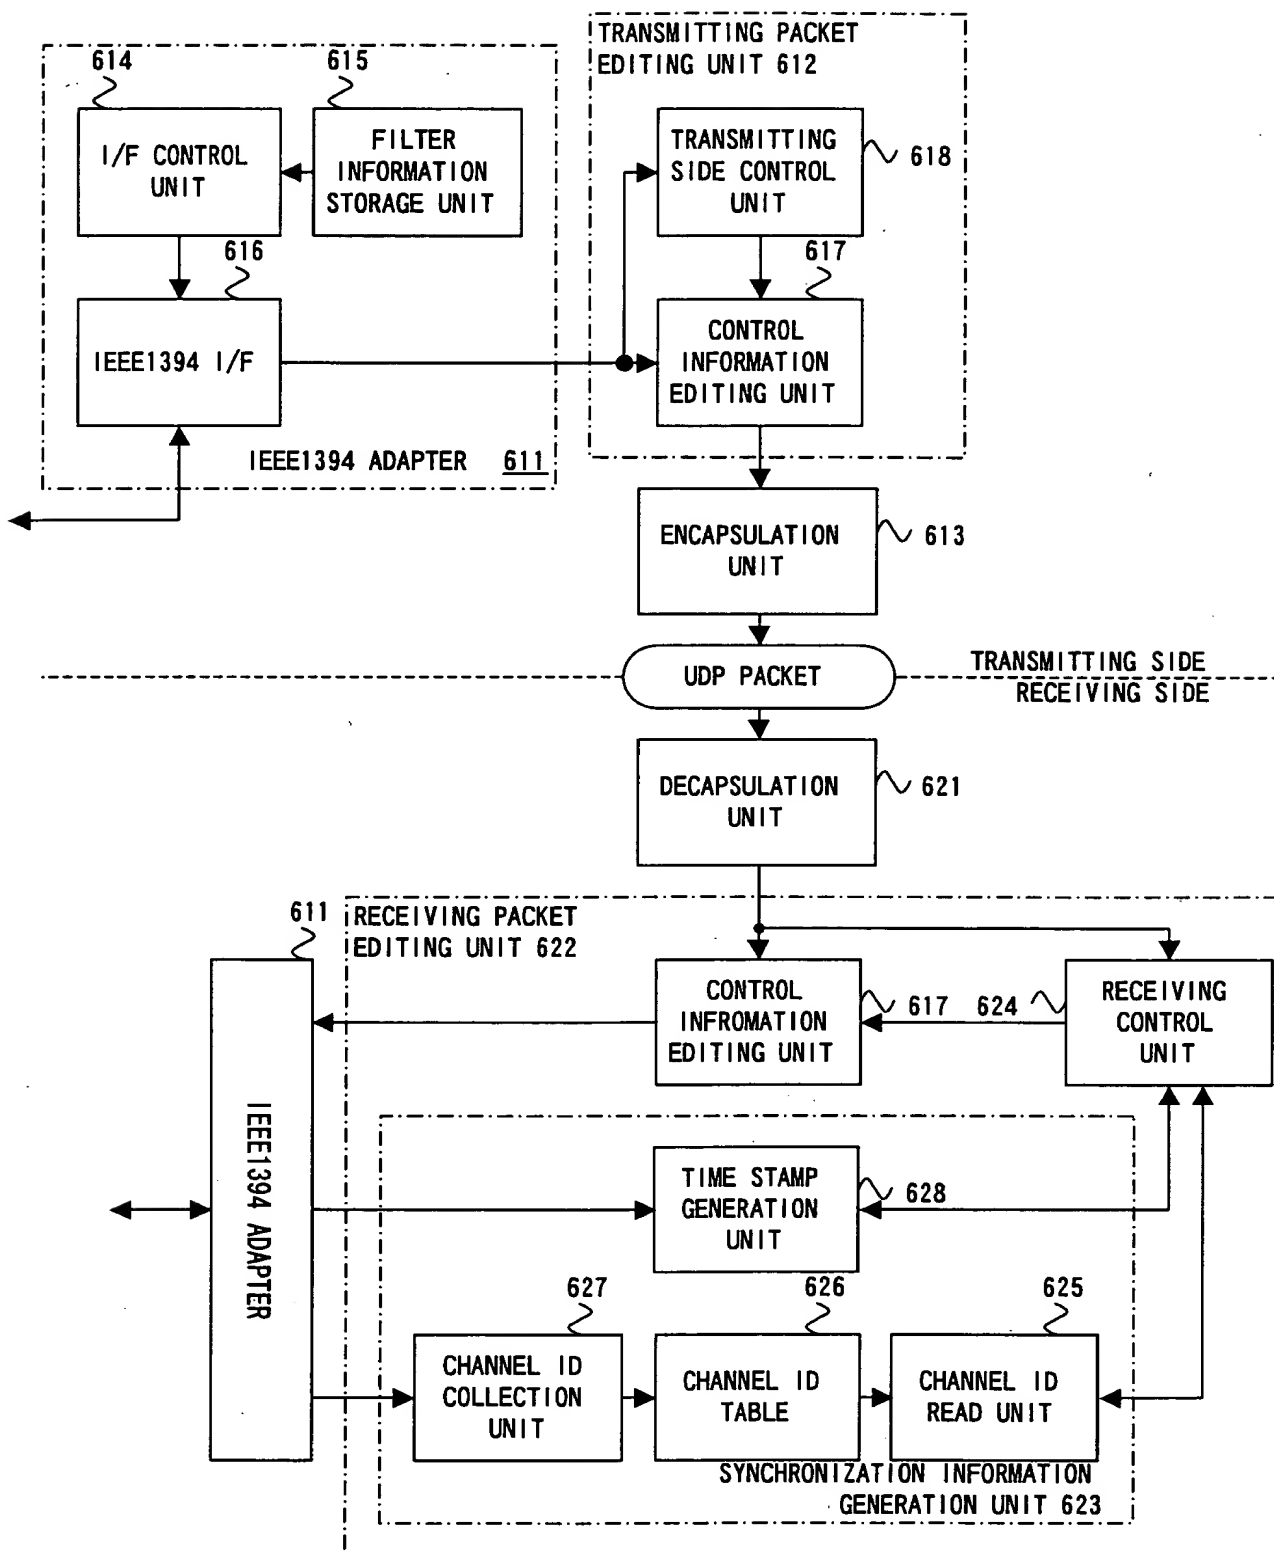 TRANSMITTING PACKET
EDITING UNIT 612
614
615
I/F CONTROL
UNIT
FILTER
INFORMATION
STORAGE UNIT
TRANSMITTING
SIDE CONTROL
UNIT
618
616
617
IEEE1394 I/F
CONTROL
INFORMATION
EDITING UNIT
IEEE1394 ADAPTER 611
ENCAPSULATION
UNIT
613
UDP PACKET
TRANSMITTING SIDE
RECEIVING SIDE
DECAPSULATION
UNIT
621
611
RECEIVING PACKET
EDITING UNIT 622
CONTROL
INFROMATION
EDITING UNIT
617
624
RECEIVING
CONTROL
UNIT
IEEE1394 ADAPTER
TIME STAMP
GENERATION
UNIT
628
627
626
625
CHANNEL ID
COLLECTION
UNIT
CHANNEL ID
TABLE
CHANNEL ID
READ UNIT
SYNCHRONIZATION INFORMATION
GENERATION UNIT 623